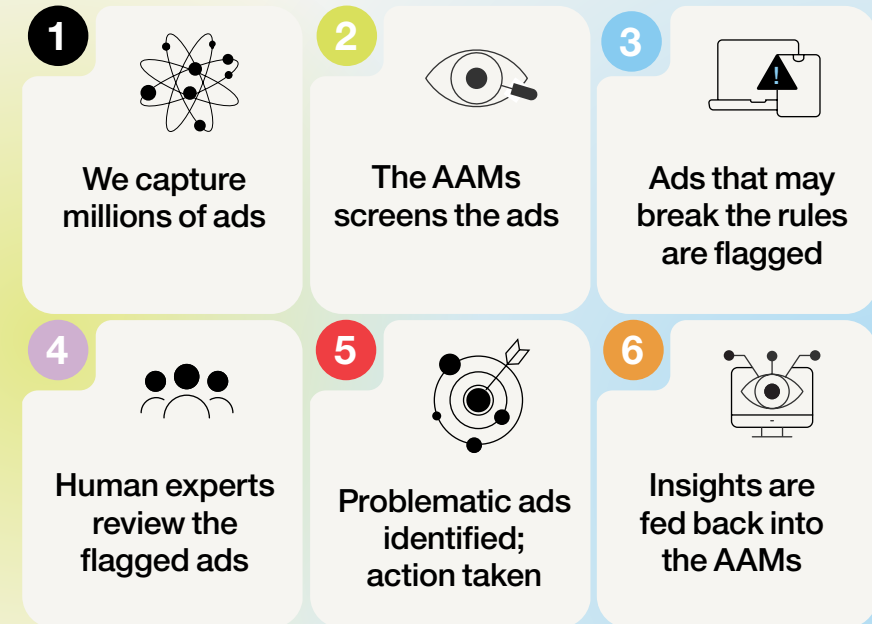 1
We capture
millions of ads
2
The AAMs
screens the ads
3
!
Ads that may
break the rules
are flagged
4
Human experts
review the
flagged ads
5
Problematic ads
identified;
action taken
6
Insights are
fed back into
the AAMs